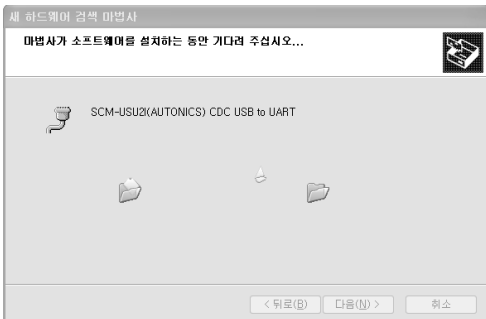 새 하드웨어 검색 마법사
마법사가 소프트웨어를 설치하는 동안 기다려 주십시오...
SCM-USU2I(AUTONICS) CDC USB to UART
< 뒤로(B)
다음(N) >
취소